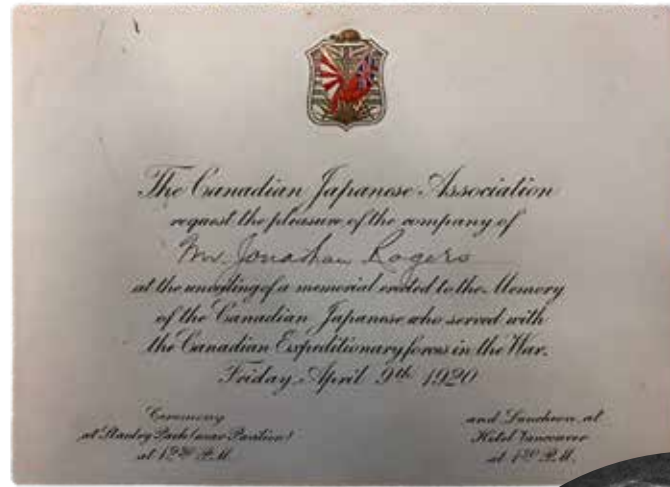 The Canadian Japanese Association
request the pleasure of the company of
Mr. Jonathan Rogers
at the unveiling of a memorial erected to the Memory
of the Canadian Japanese who served with
the Canadian Expeditionary forces in the War.
Friday, April 9th 1920
Ceremony
at Stanley Park (near Pavilion)
at P.M.
and Luncheon, at
Hotel Vancouver
at P.M.